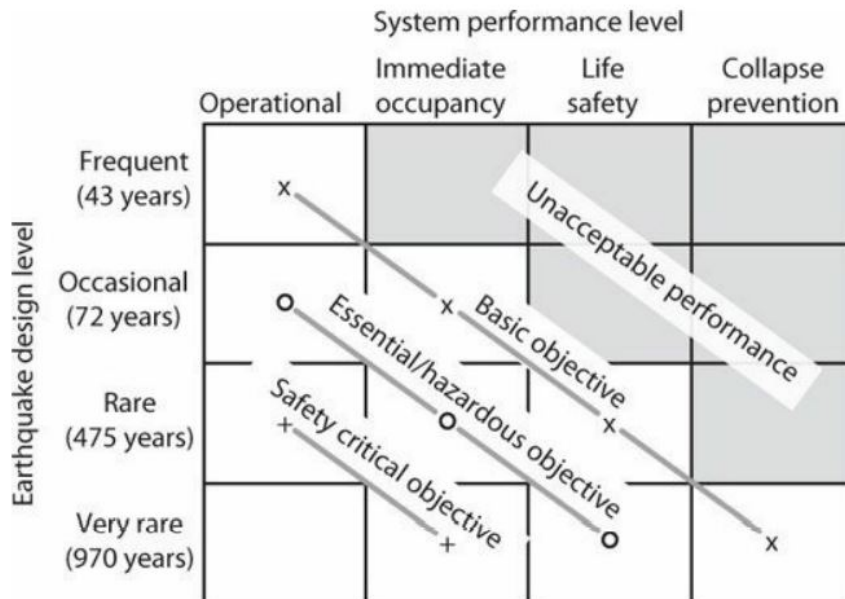 System performance level
Operational
Immediate
occupancy
Life
safety
Collapse
prevention
Earthquake design level
Frequent
(43 years)
Occasional
(72 years)
Rare
(475 years)
Very rare
(970 years)
Unacceptable performance
Basic objective
Essential/hazardous objective
Safety critical objective